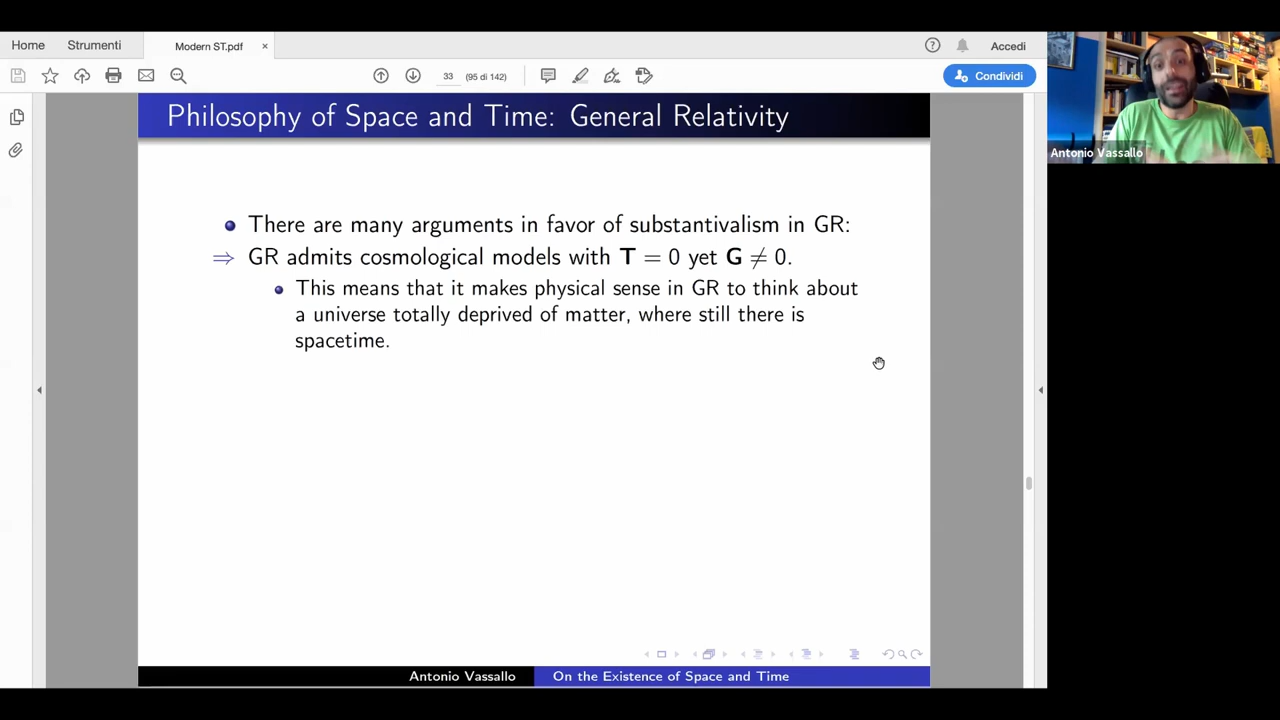 Home Strumenti Modern ST.pdf × Accedi
33 (95 di 142) Condividi
Philosophy of Space and Time: General Relativity
Antonio Vassallo
There are many arguments in favor of substantivalism in GR:
⇒ GR admits cosmological models with T = 0 yet G ≠ 0.
This means that it makes physical sense in GR to think about
a universe totally deprived of matter, where still there is
spacetime.
Antonio Vassallo On the Existence of Space and Time